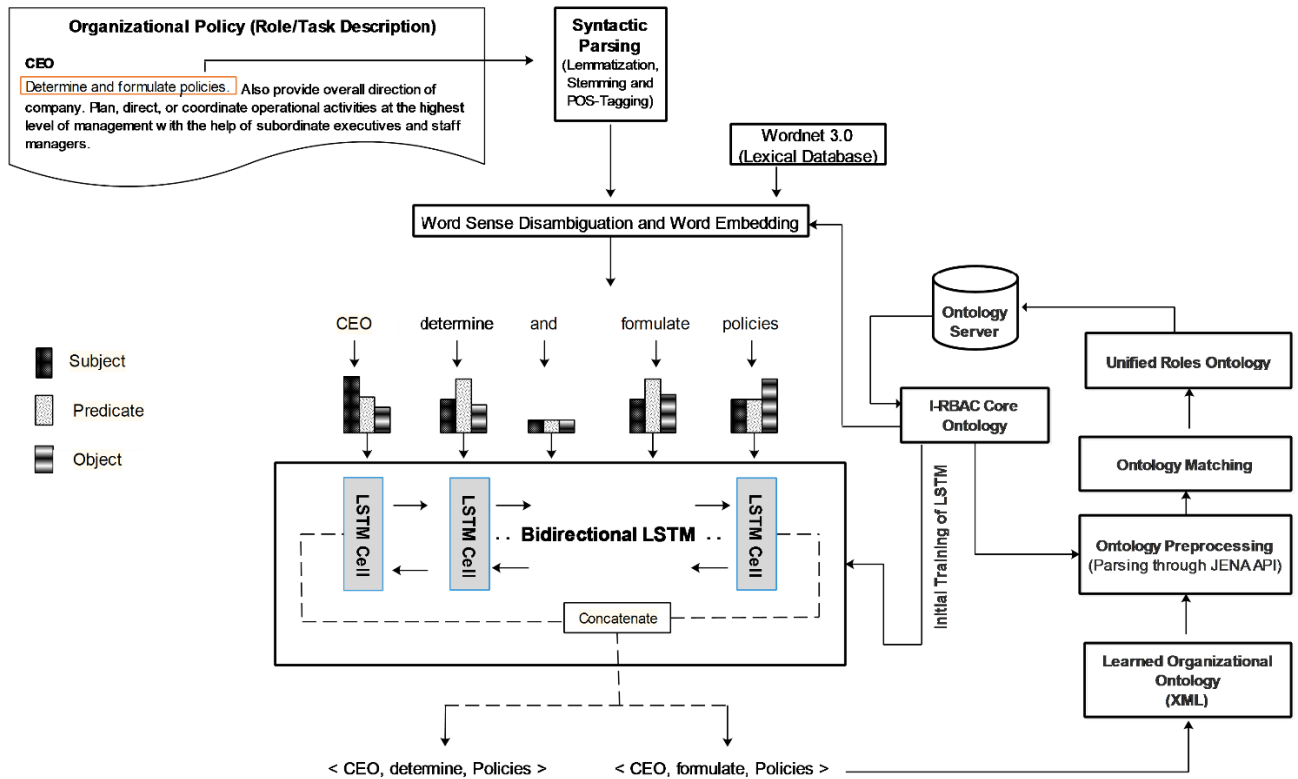 Organizational Policy (Role/Task Description)
CEO
Determine and formulate policies. Also provide overall direction of
company. Plan, direct, or coordinate operational activities at the highest
level of management with the help of subordinate executives and staff
managers.
Syntactic
Parsing
(Lemmatization,
Stemming and
POS-Tagging)
Wordnet 3.0
(Lexical Database)
Word Sense Disambiguation and Word Embedding
CEO determine and formulate policies
Subject
Predicate
Object
LSTM Cell
LSTM Cell
Bidirectional LSTM
LSTM Cell
Concatenate
< CEO, determine, Policies >
< CEO, formulate, Policies >
Ontology
Server
I-RBAC Core
Ontology
Initial Training of LSTM
Unified Roles Ontology
Ontology Matching
Ontology Preprocessing
(Parsing through JENA API)
Learned Organizational
Ontology
(XML)